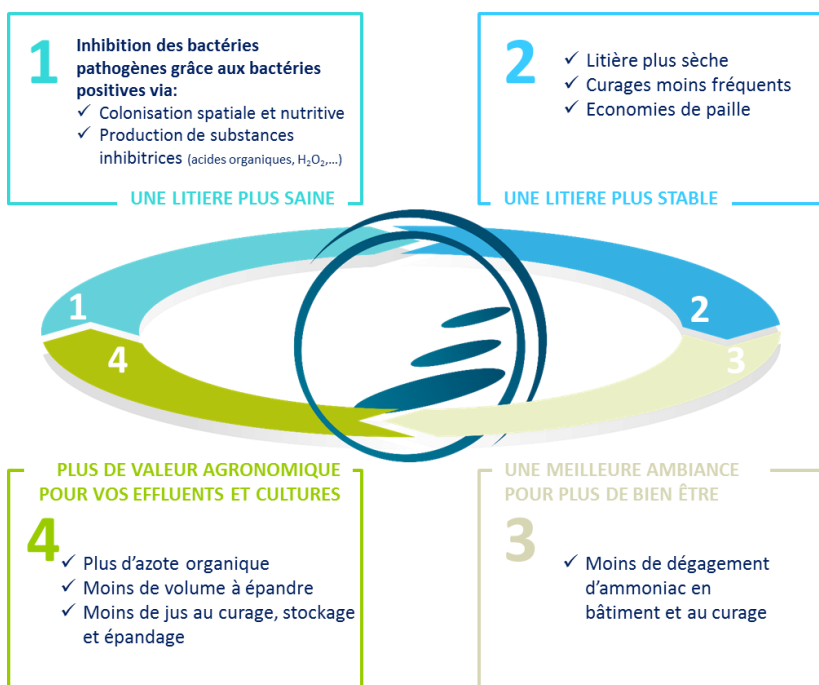 1
Inhibition des bactéries
pathogènes grâce aux bactéries
positives via:
✓ Colonisation spatiale et nutritive
✓ Production de substances
inhibitrices (acides organiques, H₂O₂,...)
UNE LITIERE PLUS SAINE
2
✓ Litière plus sèche
✓ Curages moins fréquents
✓ Economies de paille
UNE LITIERE PLUS STABLE
1
2
4
3
PLUS DE VALEUR AGRONOMIQUE
POUR VOS EFFLUENTS ET CULTURES
4
✓ Plus d’azote organique
✓ Moins de volume à épandre
✓ Moins de jus au curage, stockage
et épandage
UNE MEILLEURE AMBIANCE
POUR PLUS DE BIEN ÊTRE
3
✓ Moins de dégagement
d’ammoniac en
bâtiment et au curage